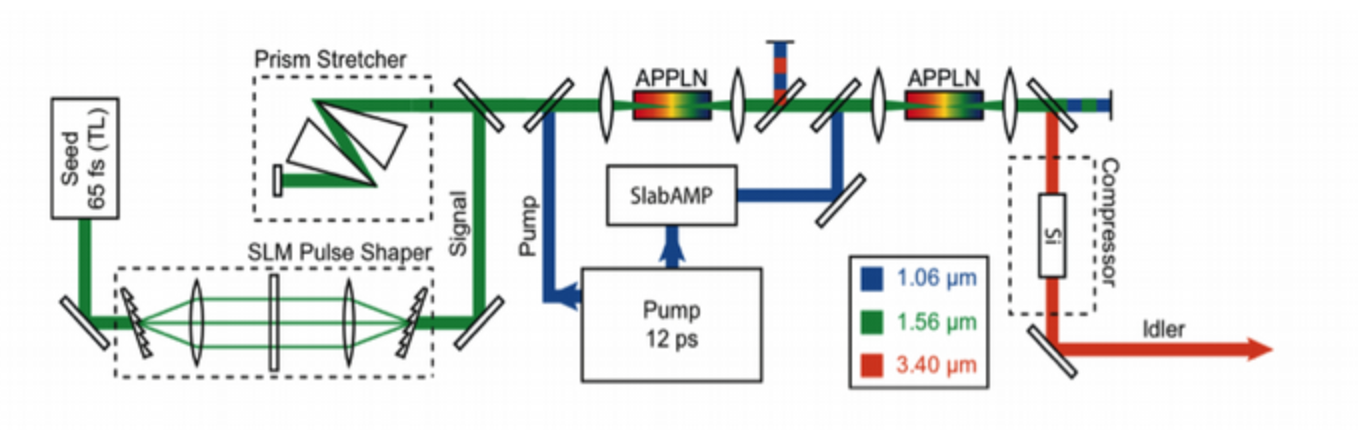 Prism Stretcher
APPLN
APPLN
Seed
65 fs (TL)
SlabAMP
Signal
Pump
Compressor
Si
SLM Pulse Shaper
Pump
12 ps
1.06 µm
1.56 µm
3.40 µm
Idler